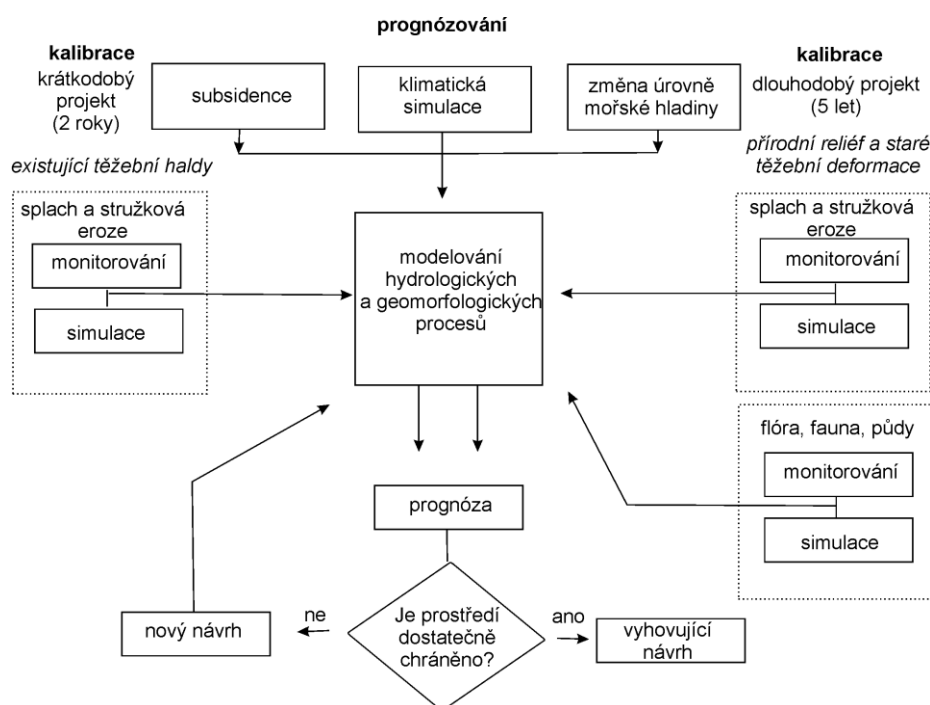 prognózování
kalibrace
krátkodobý
projekt
(2 roky)
subsidence
klimatická
simulace
změna úrovně
mořské hladiny
kalibrace
dlouhodobý projekt
(5 let)
existující těžební haldy
přírodní reliéf a staré
těžební deformace
splach a stružková
eroze
monitorování
simulace
modelování
hydrologických
a geomorfologických
procesů
splach a stružková
eroze
monitorování
simulace
flóra, fauna, půdy
monitorování
simulace
prognóza
Je prostředí
dostatečně
chráněno?
ne
nový návrh
ano
vyhovující
návrh